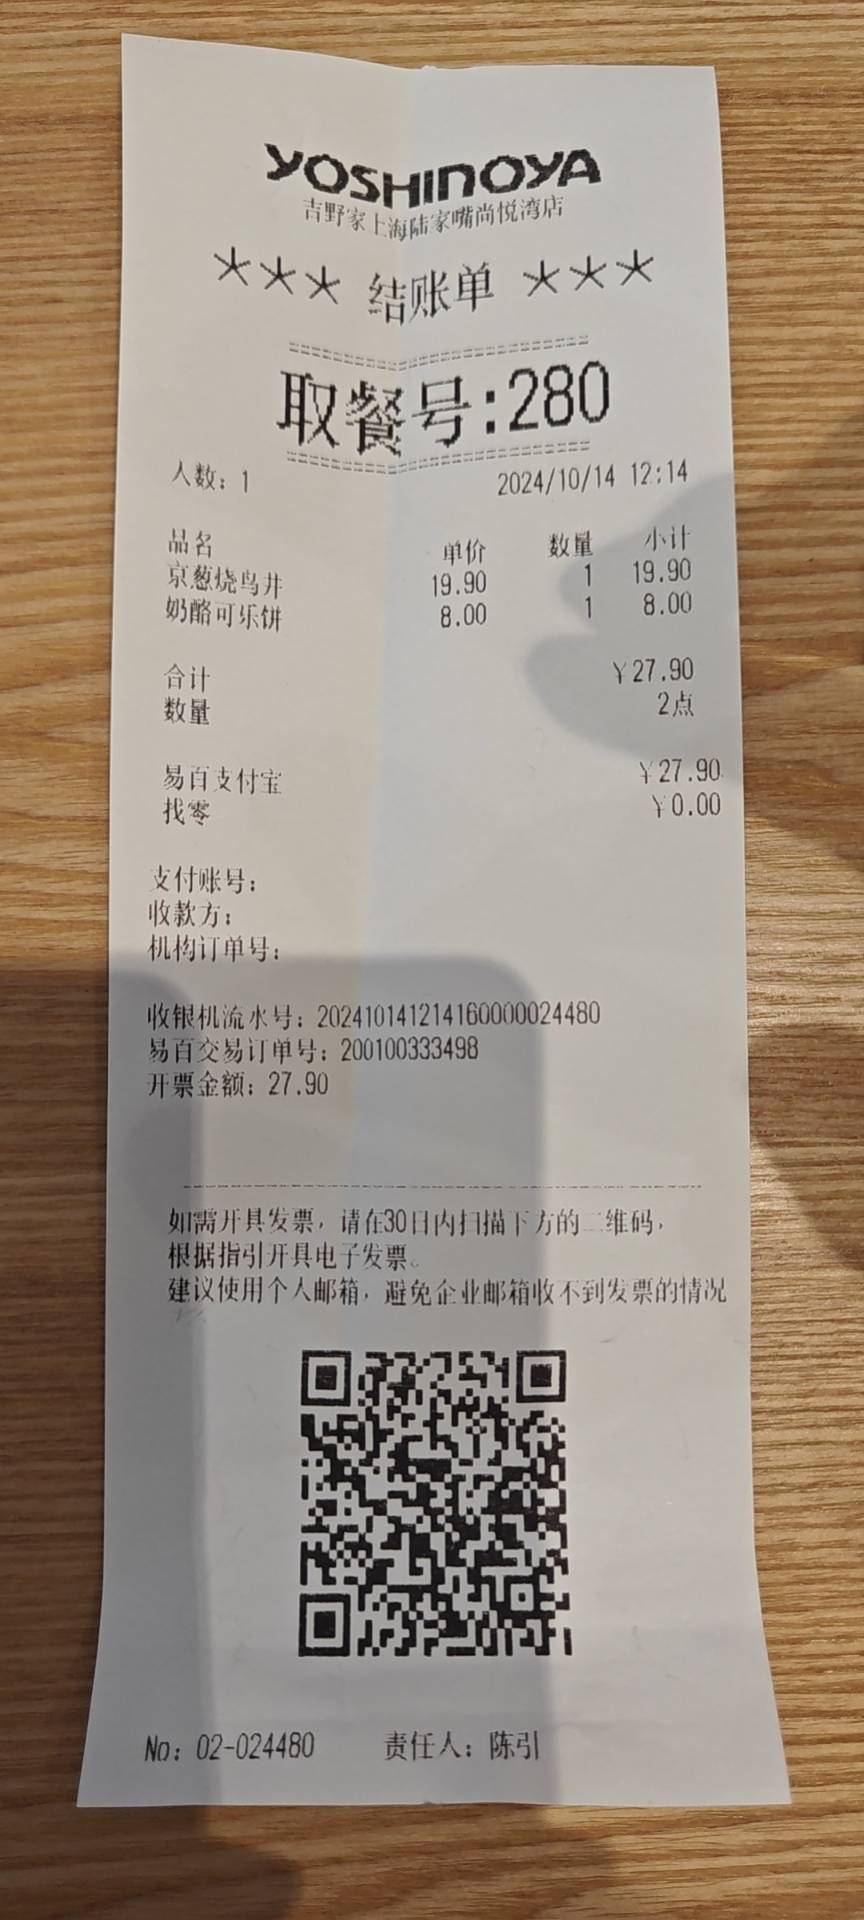 YOSHINOYA
吉野家上海陆家嘴尚悦湾店
*** 结账单 ***
取餐号:280
人数: 1 2024/10/14 12:14
品名 单价 数量 小计
京葱烧鸟井 19.90 1 19.90
奶酪可乐饼 8.00 1 8.00
合计 ¥27.90
数量 2点
易百支付宝 ¥27.90
找零 ¥0.00
支付账号:
收款方:
机构订单号:
收银机流水号: 202410141214160000024480
易百交易订单号: 200100333498
开票金额: 27.90
如需开具发票，请在30日内扫描下方的二维码，
根据指引开具电子发票。
建议使用个人邮箱，避免企业邮箱收不到发票的情况
No: 02-024480 责任人: 陈引